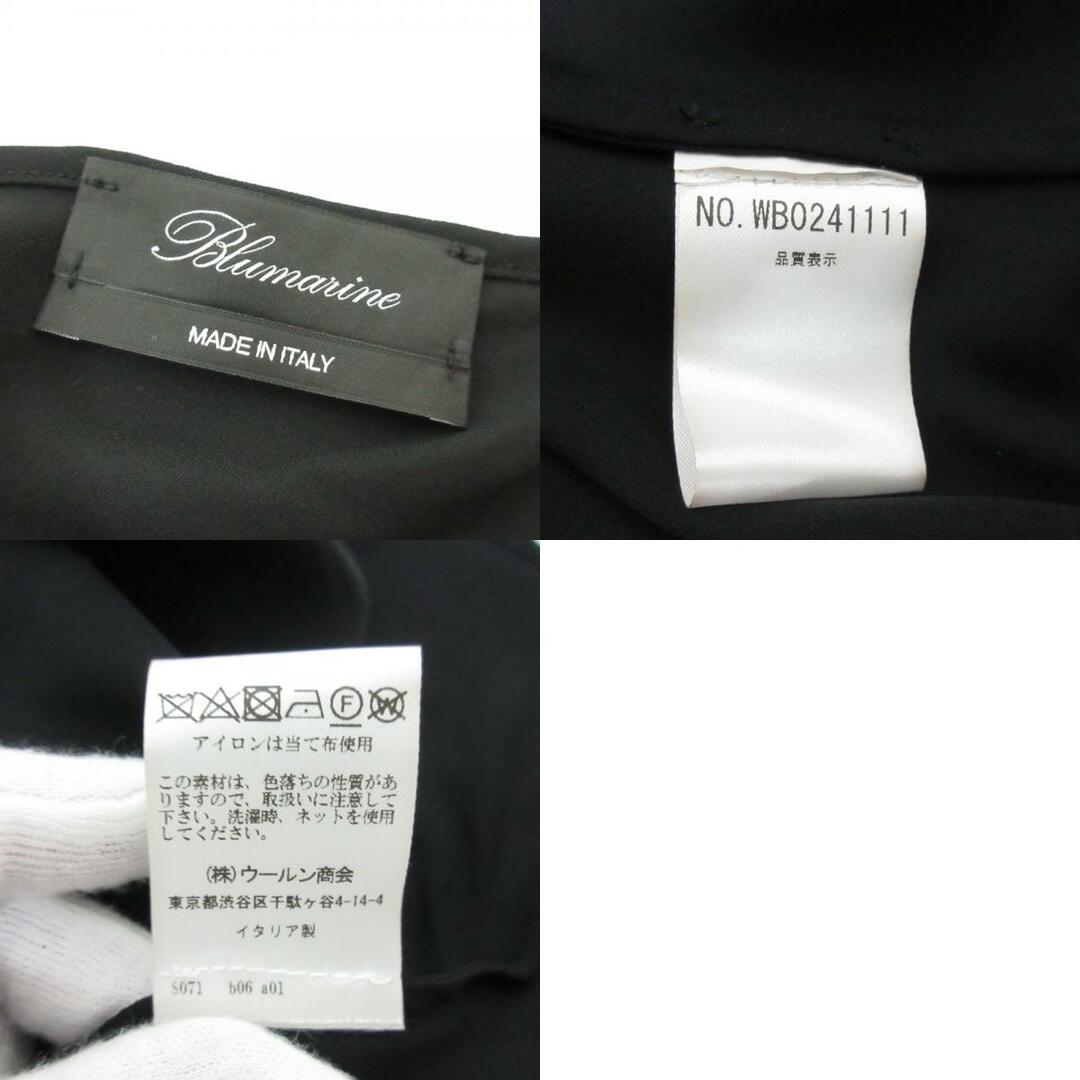 Blumarine
MADE IN ITALY
NO. WBO241111
品質表示
F W
アイロンは当て布使用
この素材は、色落ちの性質があ
りますので、取扱いに注意して
下さい。洗濯時、ネットを使用
してください。
(株)ウールン商会
東京都渋谷区千駄ヶ谷4-14-4
イタリア製
S071 b06 a01